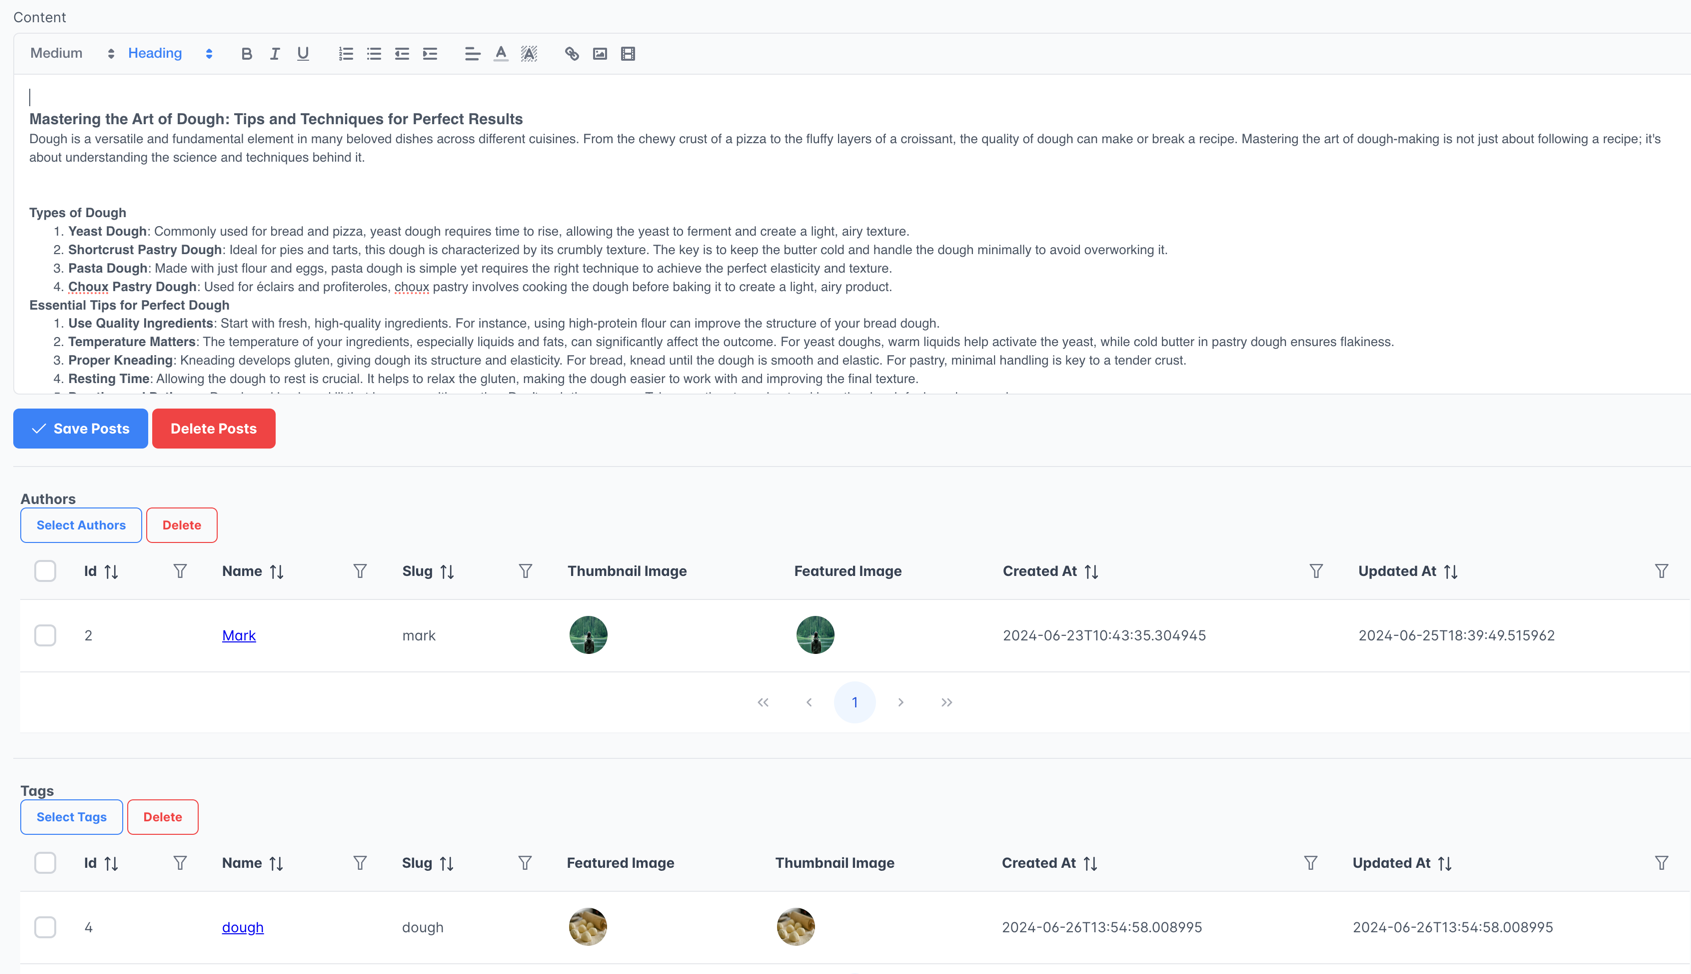 Content
Medium Heading B I U A A
Mastering the Art of Dough: Tips and Techniques for Perfect Results
Dough is a versatile and fundamental element in many beloved dishes across different cuisines. From the chewy crust of a pizza to the fluffy layers of a croissant, the quality of dough can make or break a recipe. Mastering the art of dough-making is not just about following a recipe; it's
about understanding the science and techniques behind it.
Types of Dough
1. Yeast Dough: Commonly used for bread and pizza, yeast dough requires time to rise, allowing the yeast to ferment and create a light, airy texture.
2. Shortcrust Pastry Dough: Ideal for pies and tarts, this dough is characterized by its crumbly texture. The key is to keep the butter cold and handle the dough minimally to avoid overworking it.
3. Pasta Dough: Made with just flour and eggs, pasta dough is simple yet requires the right technique to achieve the perfect elasticity and texture.
4. Choux Pastry Dough: Used for éclairs and profiteroles, choux pastry involves cooking the dough before baking it to create a light, airy product.
Essential Tips for Perfect Dough
1. Use Quality Ingredients: Start with fresh, high-quality ingredients. For instance, using high-protein flour can improve the structure of your bread dough.
2. Temperature Matters: The temperature of your ingredients, especially liquids and fats, can significantly affect the outcome. For yeast doughs, warm liquids help activate the yeast, while cold butter in pastry dough ensures flakiness.
3. Proper Kneading: Kneading develops gluten, giving dough its structure and elasticity. For bread, knead until the dough is smooth and elastic. For pastry, minimal handling is key to a tender crust.
4. Resting Time: Allowing the dough to rest is crucial. It helps to relax the gluten, making the dough easier to work with and improving the final texture.
Save Posts Delete Posts
Authors
Select Authors Delete
Id Name Slug Thumbnail Image Featured Image Created At Updated At
2 Mark mark 2024-06-23T10:43:35.304945 2024-06-25T18:39:49.515962
1
Tags
Select Tags Delete
Id Name Slug Featured Image Thumbnail Image Created At Updated At
4 dough dough 2024-06-26T13:54:58.008995 2024-06-26T13:54:58.008995